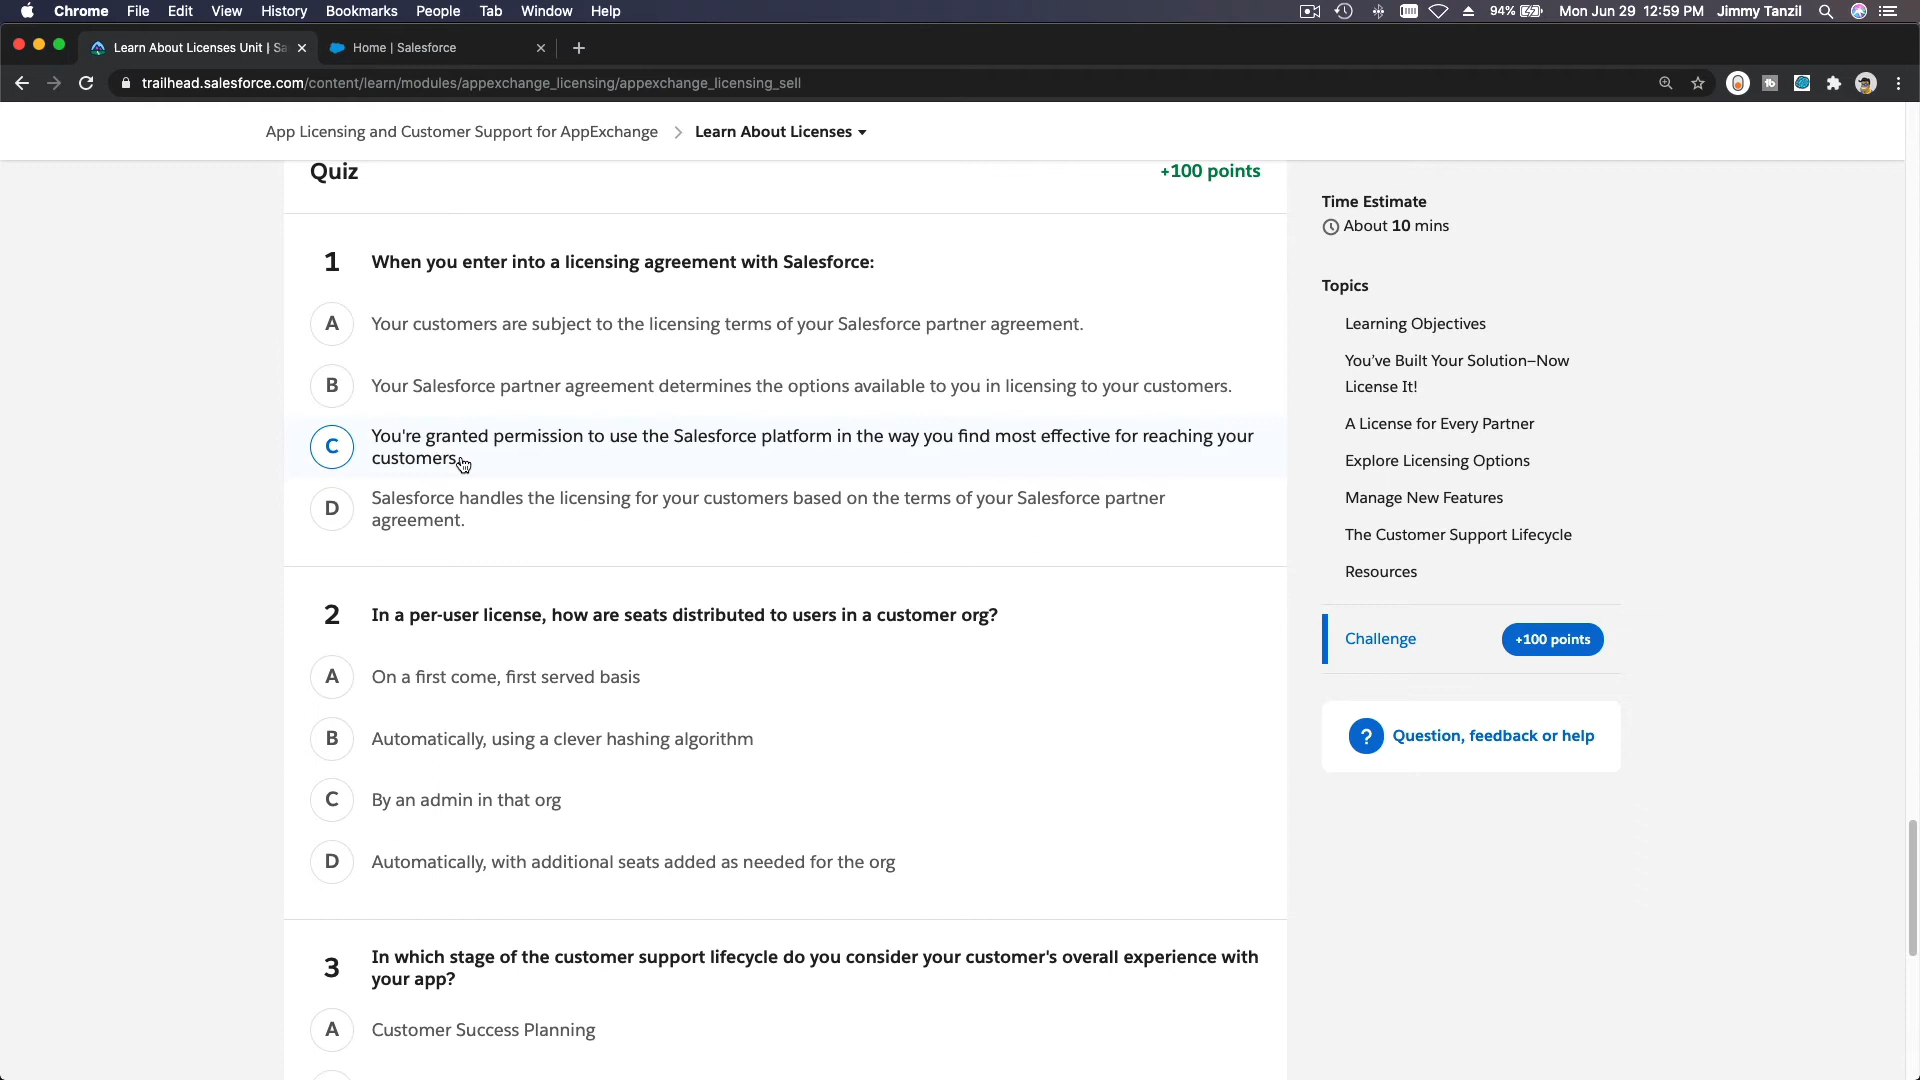 Chrome File Edit View History Bookmarks People Tab Window Help 94% Mon Jun 29 12:59 PM Jimmy Tanzil
Learn About Licenses Unit | Sa Home | Salesforce
trailhead.salesforce.com/content/learn/modules/appexchange_licensing/appexchange_licensing_sell
App Licensing and Customer Support for AppExchange Learn About Licenses
Quiz +100 points
1 When you enter into a licensing agreement with Salesforce:
A Your customers are subject to the licensing terms of your Salesforce partner agreement.
B Your Salesforce partner agreement determines the options available to you in licensing to your customers.
C You're granted permission to use the Salesforce platform in the way you find most effective for reaching your
customers.
D Salesforce handles the licensing for your customers based on the terms of your Salesforce partner
agreement.
2 In a per-user license, how are seats distributed to users in a customer org?
A On a first come, first served basis
B Automatically, using a clever hashing algorithm
C By an admin in that org
D Automatically, with additional seats added as needed for the org
3 In which stage of the customer support lifecycle do you consider your customer's overall experience with
your app?
A Customer Success Planning
Time Estimate
About 10 mins
Topics
Learning Objectives
You've Built Your Solution—Now
License It!
A License for Every Partner
Explore Licensing Options
Manage New Features
The Customer Support Lifecycle
Resources
Challenge +100 points
? Question, feedback or help